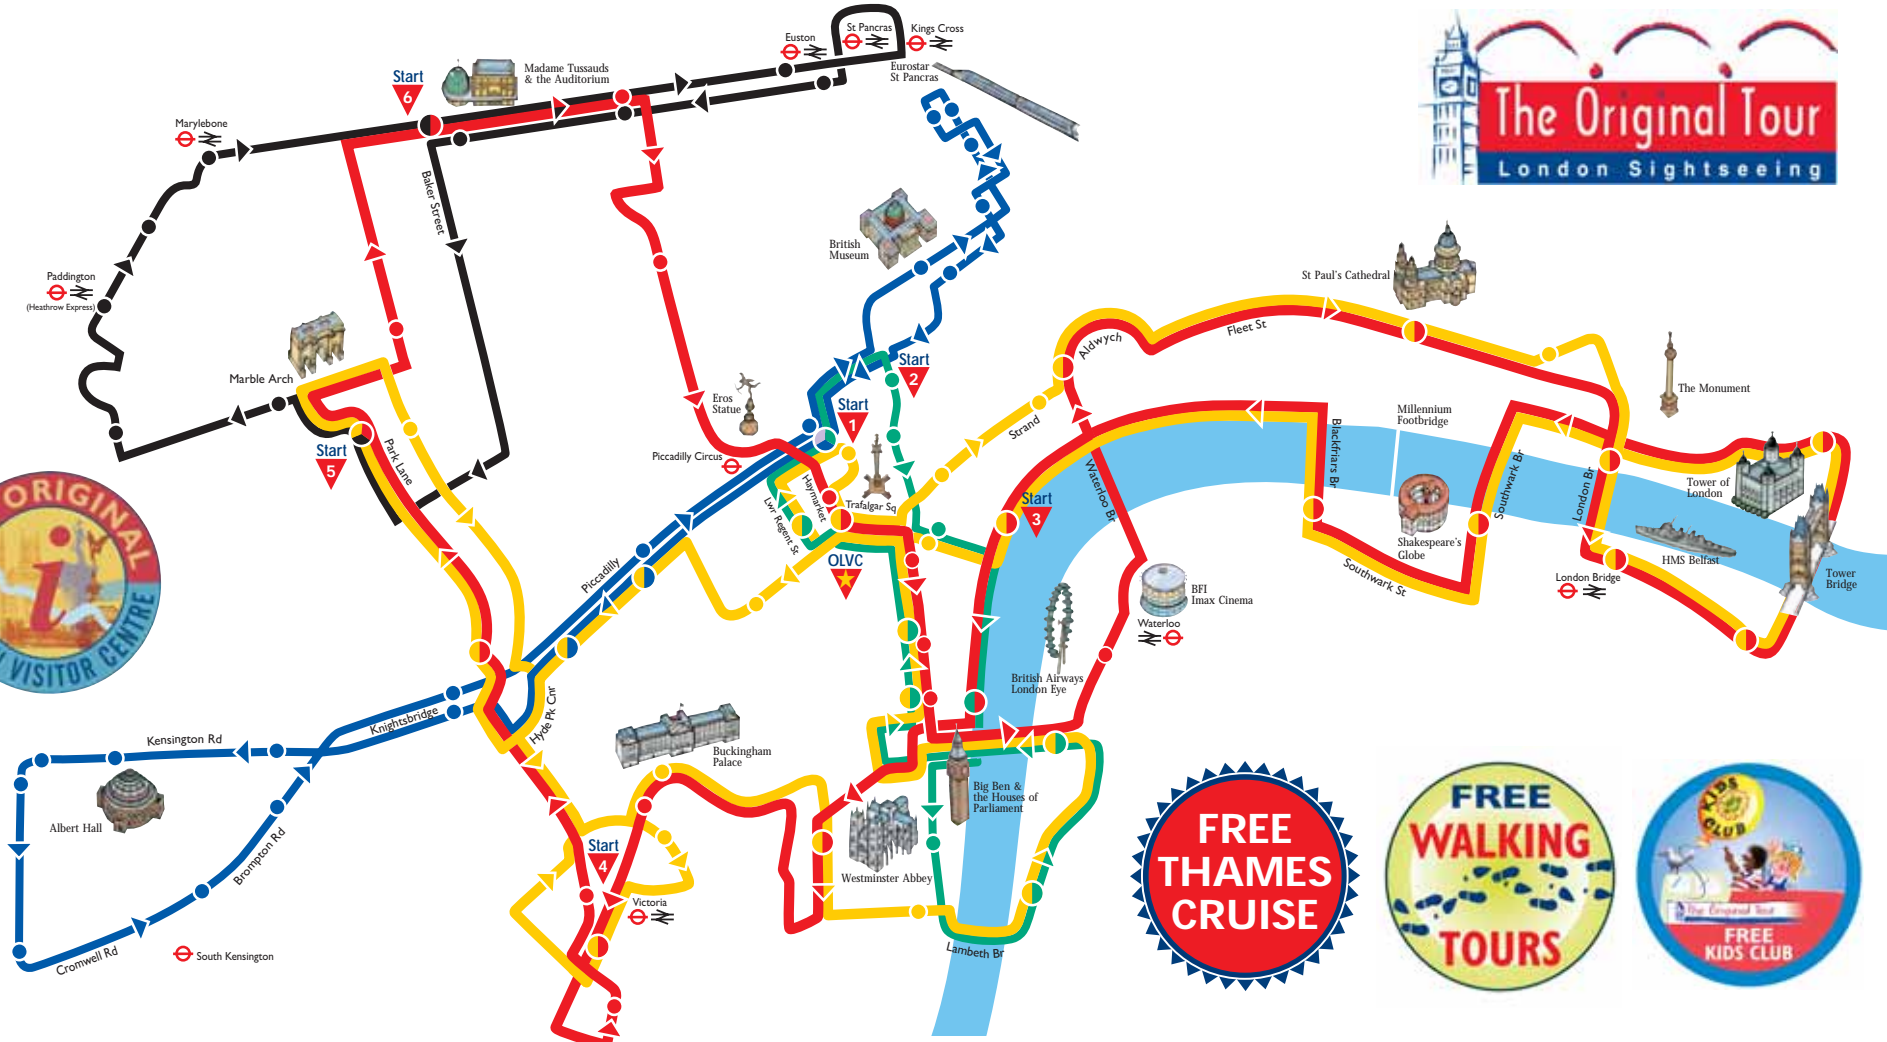 St Pancras
Kings Cross
Euston
Eurostar
St Pancras
Madame Tussauds
& the Auditorium
Start
6
Marylebone
Baker Street
Paddington
(Heathrow Express)
British
Museum
The Original Tour
London Sightseeing
St Paul's Cathedral
Marble Arch
Start
5
Park Lane
Eros
Statue
Piccadilly Circus
Start
2
Start
1
Haymarket
Lwr Regent St
Trafalgar Sq
OLVC
Strand
Aldwych
Fleet St
The Monument
Millennium
Footbridge
Blackfriars Br
Waterloo Br
Start
3
Southwark Br
London Br
Tower of
London
Shakespeare's
Globe
HMS Belfast
Tower
Bridge
London Bridge
Southwark St
BFI
Imax Cinema
Waterloo
British Airways
London Eye
Piccadilly
ORIGINAL
i
VISITOR CENTRE
Hyde Pk Cnr
Knightsbridge
Kensington Rd
Albert Hall
Brompton Rd
Cromwell Rd
South Kensington
Buckingham
Palace
Big Ben &
the Houses of
Parliament
Westminster Abbey
Start
4
Victoria
Lambeth Br
FREE
THAMES
CRUISE
FREE
WALKING
TOURS
KIDS
CLUB
The Original Tour
FREE
KIDS CLUB